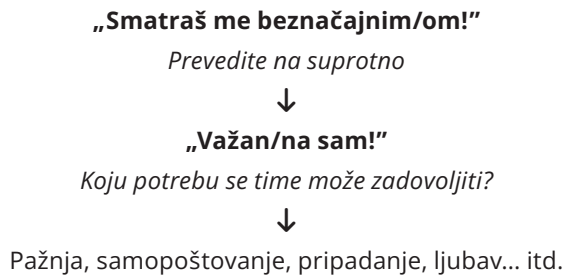 „Smatraš me beznačajnim/om!”
Prevedite na suprotno
↓
„Važan/na sam!”
Koju potrebu se time može zadovoljiti?
↓
Pažnja, samopoštovanje, pripadanje, ljubav... itd.